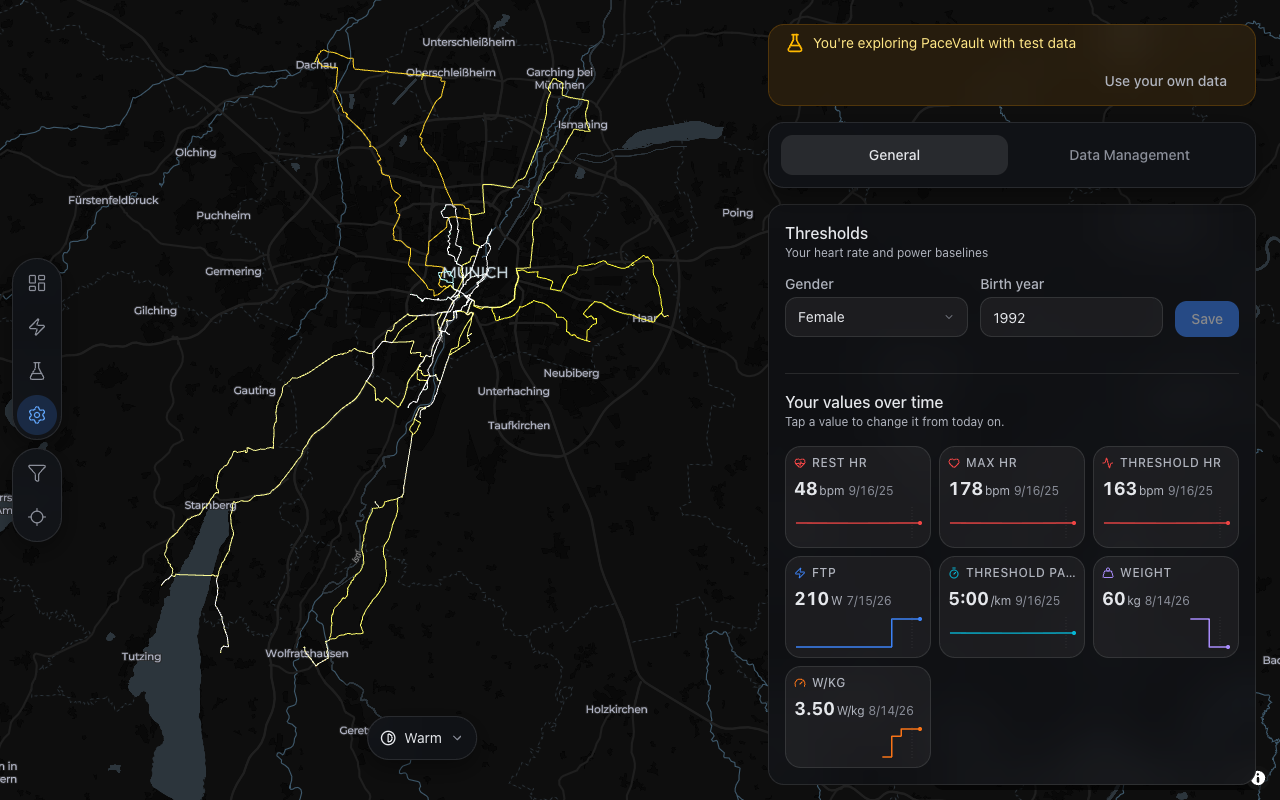 Unterschleißheim
Dachau
Oberschleißheim
Garching bei
München
Ismaning
Olching
Fürstenfeldbruck
Puchheim
Poing
Germering
MUNICH
Gilching
Haar
Neubiberg
Gauting
Unterhaching
Taufkirchen
Starnberg
Isar
Tutzing
Wolfratshausen
Holzkirchen
Geret
Warm
You're exploring PaceVault with test data
Use your own data
General
Data Management
Thresholds
Your heart rate and power baselines
Gender
Birth year
Female
1992
Save
Your values over time
Tap a value to change it from today on.
REST HR
48 bpm 9/16/25
MAX HR
178 bpm 9/16/25
THRESHOLD HR
163 bpm 9/16/25
FTP
210 W 7/15/26
THRESHOLD PA...
5:00 /km 9/16/25
WEIGHT
60 kg 8/14/26
W/KG
3.50 W/kg 8/14/26